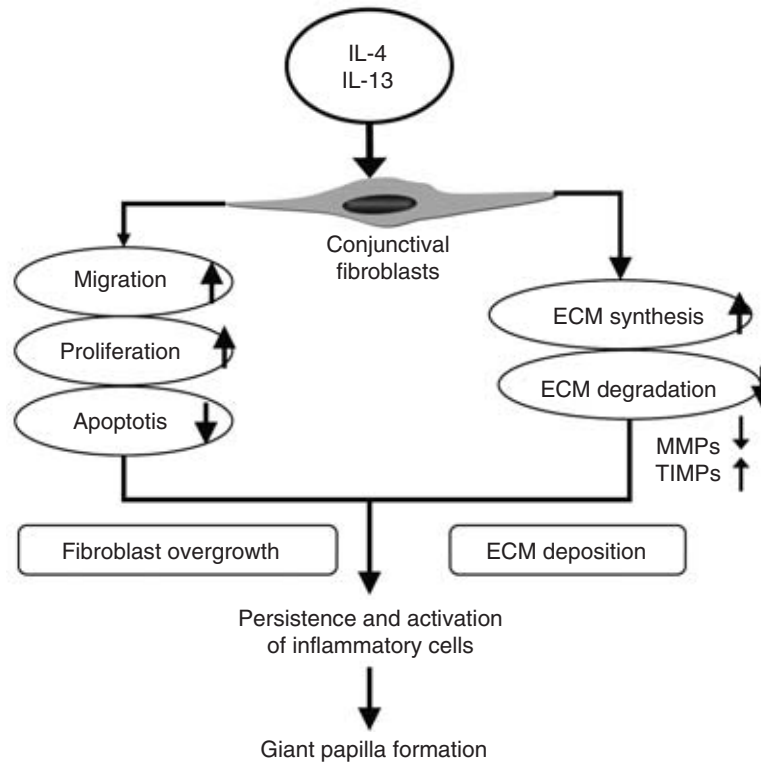 IL-4
IL-13
Conjunctival
fibroblasts
Migration
Proliferation
Apoptotis
ECM synthesis
ECM degradation
MMPs
TIMPs
Fibroblast overgrowth
ECM deposition
Persistence and activation
of inflammatory cells
Giant papilla formation